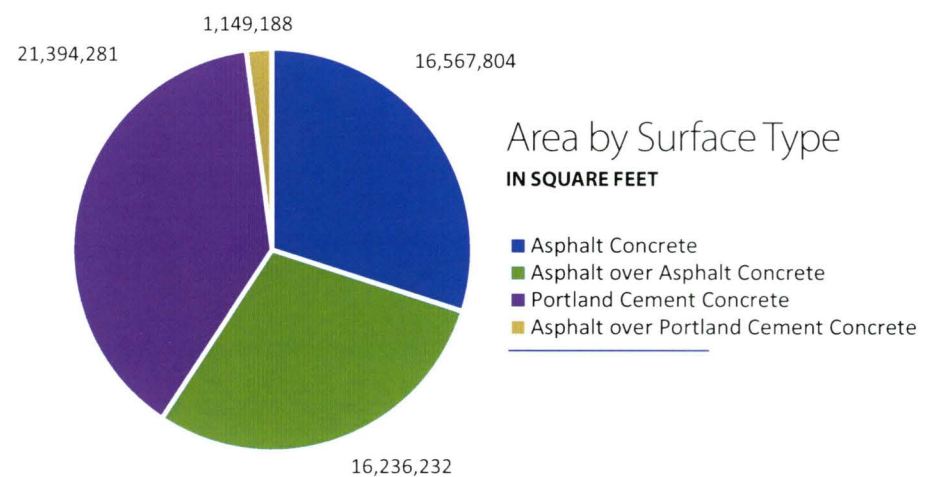 1,149,188
21,394,281
16,567,804
Area by Surface Type
IN SQUARE FEET
Asphalt Concrete
Asphalt over Asphalt Concrete
Portland Cement Concrete
Asphalt over Portland Cement Concrete
16,236,232